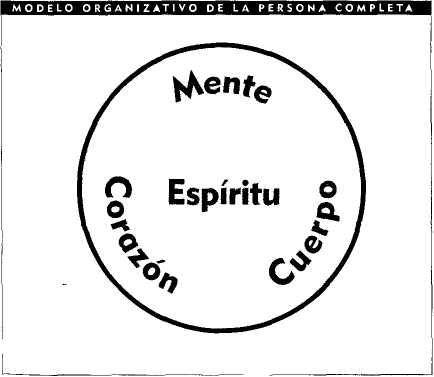 MODELO ORGANIZATIVO DE LA PERSONA COMPLETA
Mente
Espíritu
Corazón
Cuerpo